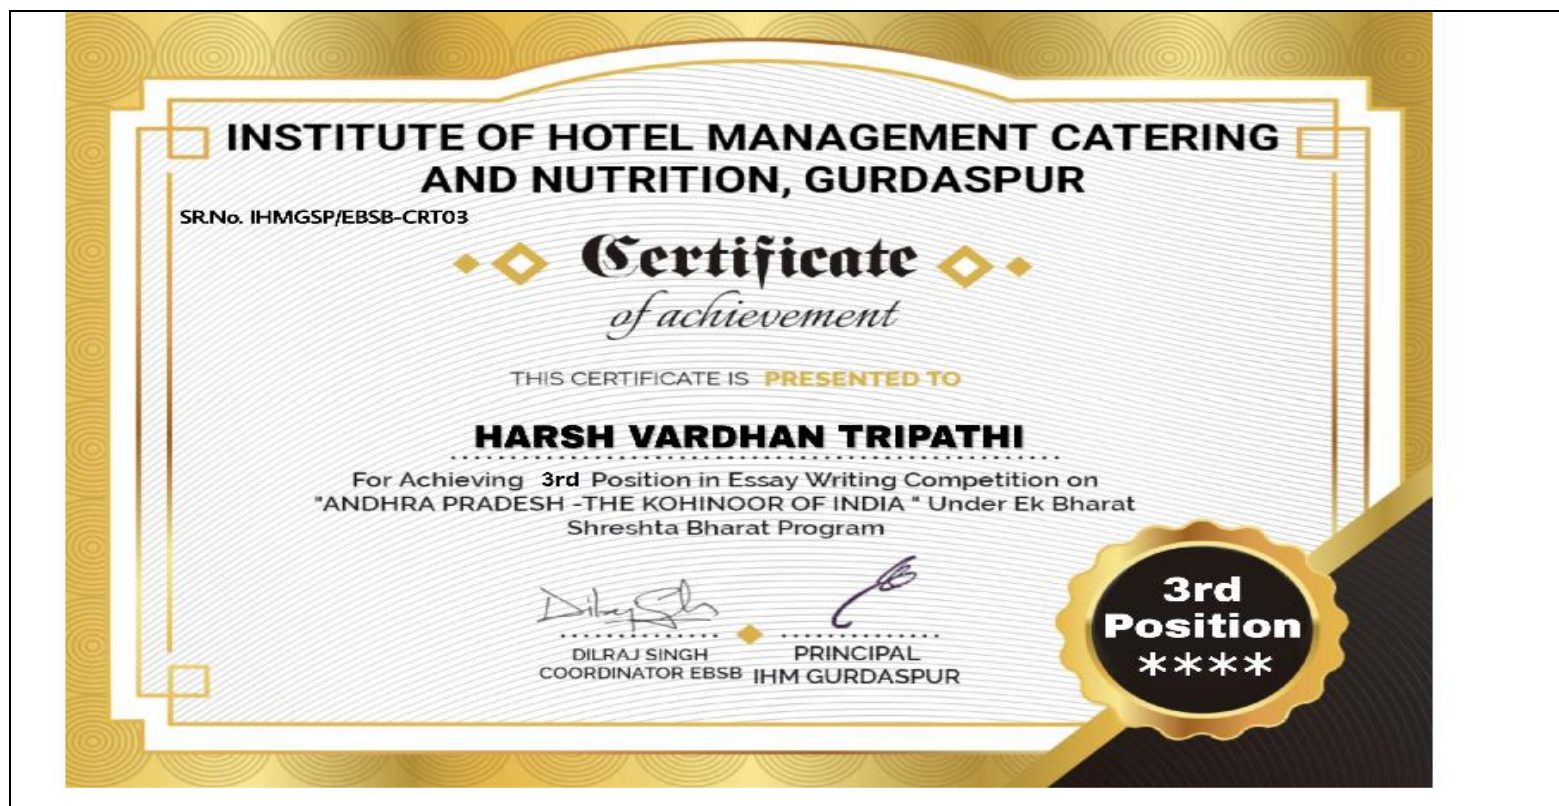 INSTITUTE OF HOTEL MANAGEMENT CATERING
AND NUTRITION, GURDASPUR
SR.No. IHMGSP/EBSB-CRT03
Certificate
of achievement
THIS CERTIFICATE IS PRESENTED TO
HARSH VARDHAN TRIPATHI
For Achieving 3rd Position in Essay Writing Competition on
"ANDHRA PRADESH -THE KOHINOOR OF INDIA " Under Ek Bharat
Shreshta Bharat Program
DILRAJ SINGH
COORDINATOR EBSB
PRINCIPAL
IHM GURDASPUR
3rd
Position
****